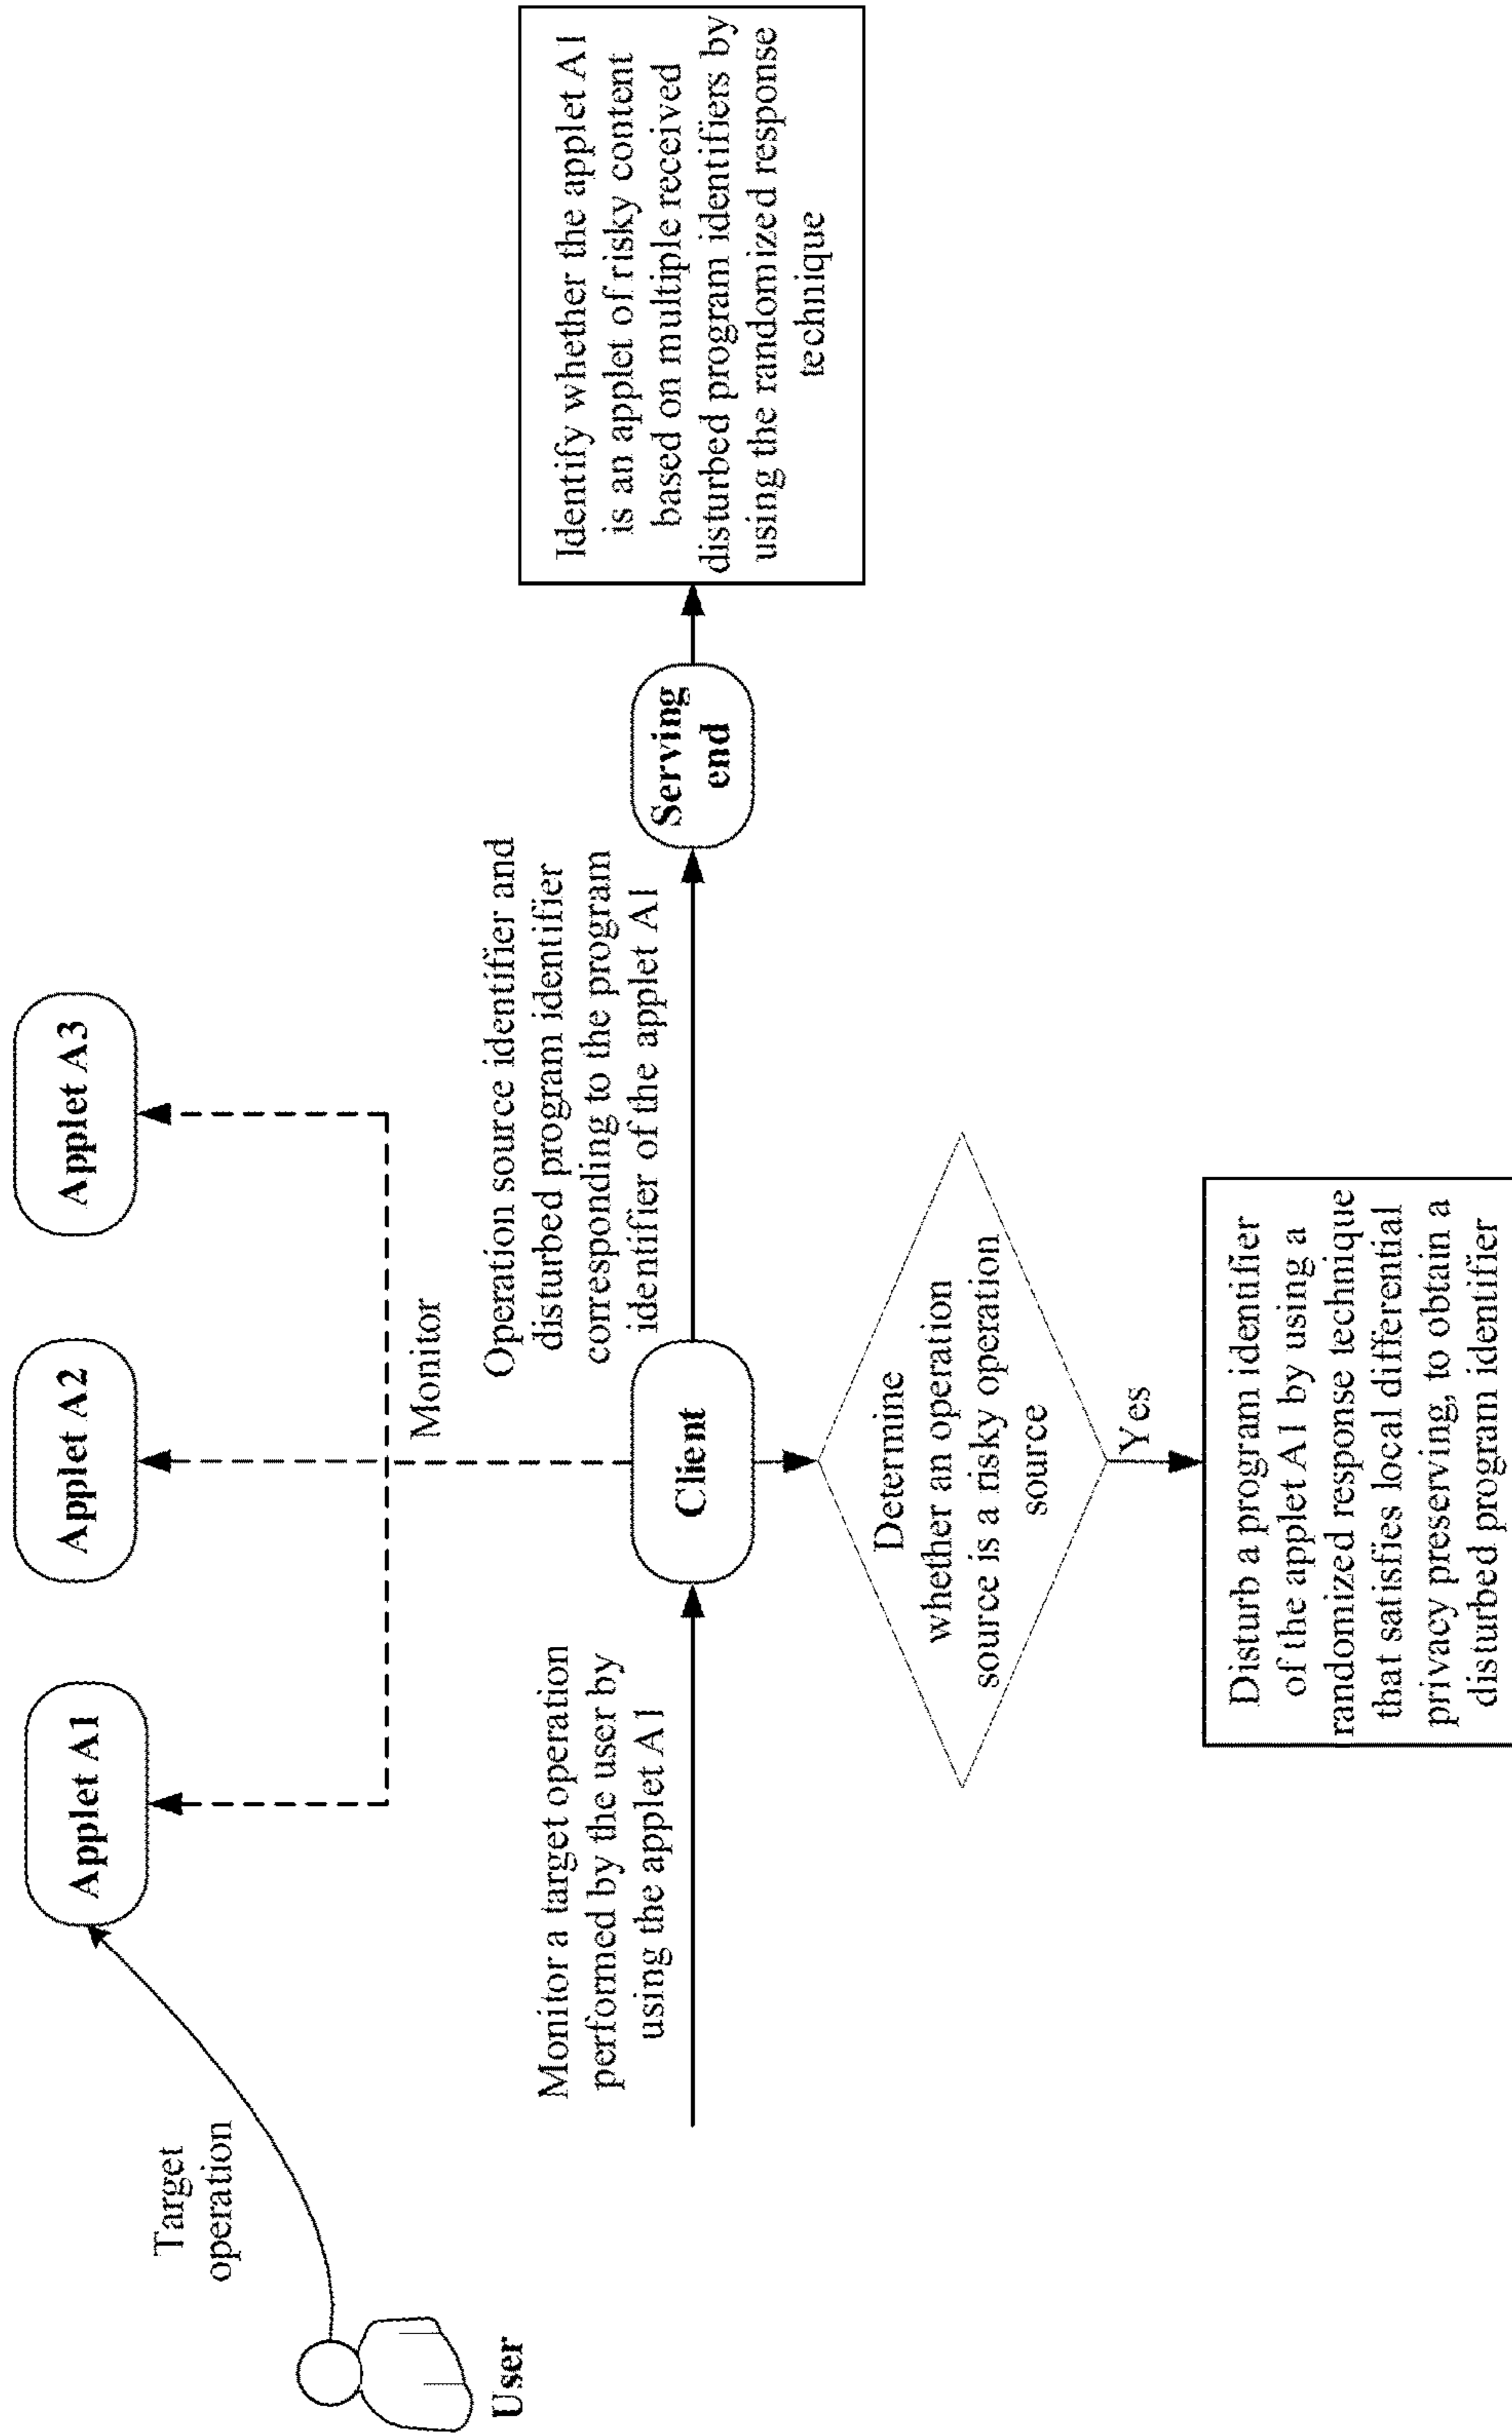 Target
operation
User
Applet A1
Applet A2
Applet A3
Monitor
Monitor a target operation
performed by the user by
using the applet A1
Client
Operation source identifier and
disturbed program identifier
corresponding to the program
identifier of the applet A1
Serving
end
Identify whether the applet A1
is an applet of risky content
based on multiple received
disturbed program identifiers by
using the randomized response
technique
Determine
whether an operation
source is a risky operation
source
Yes
Disturb a program identifier
of the applet A1 by using a
randomized response technique
that satisfies local differential
privacy preserving, to obtain a
disturbed program identifier